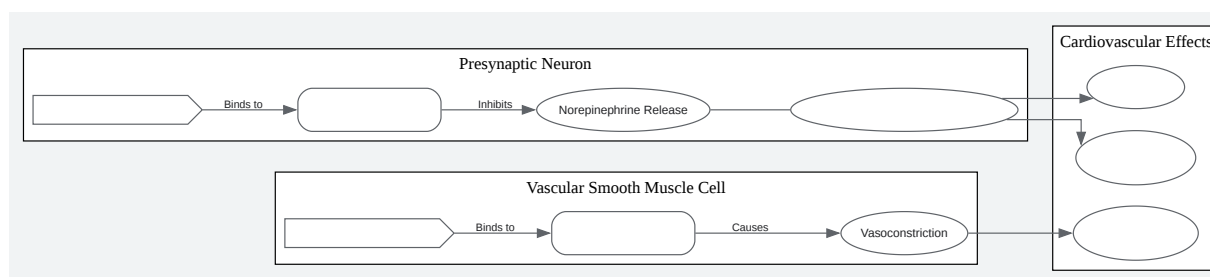 Cardiovascular Effects
Presynaptic Neuron
Binds to
Inhibits
Norepinephrine Release
Vascular Smooth Muscle Cell
Binds to
Causes
Vasoconstriction